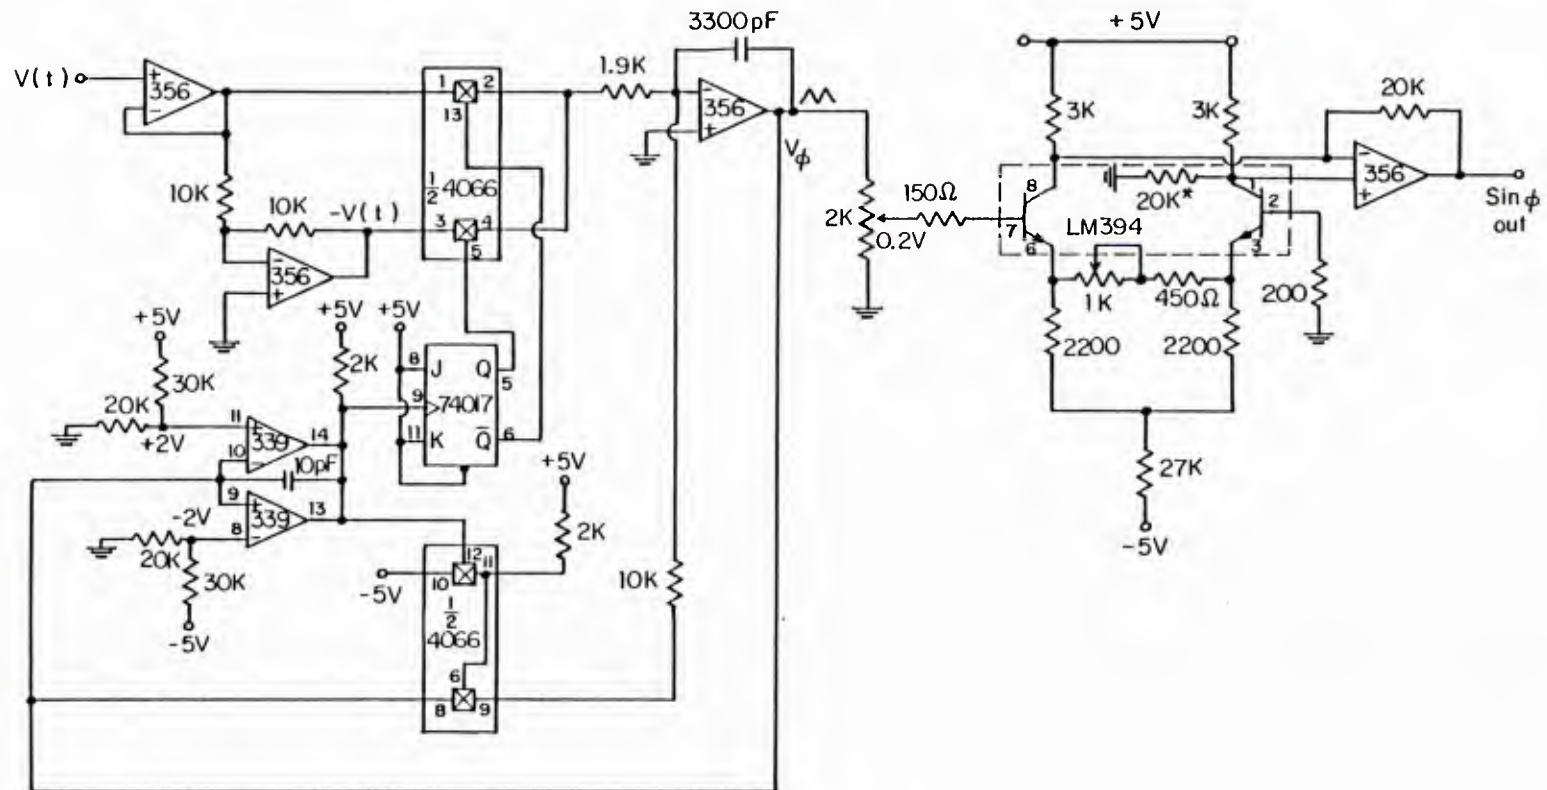 3300pF
+5V
V(t)
+
356
-
1
2
13
1.9K
-
356
+
Vϕ
3K
3K
20K
-
356
+
Sin ϕ
out
10K
10K
-V(t)
1/2 4066
3
4
5
-
356
+
2K
0.2V
150Ω
8
7
6
LM394
20K*
1
2
3
1K
450Ω
200
2200
2200
27K
-5V
+5V
30K
20K
+2V
+5V
2K
+5V
8
J
Q
5
9
74017
11
K
Q̅
6
11
+
339
14
10
-
10pF
9
+
339
13
-2V
8
-
20K
30K
-5V
+5V
2K
12
11
10
-5V
1/2
4066
6
8
9
10K